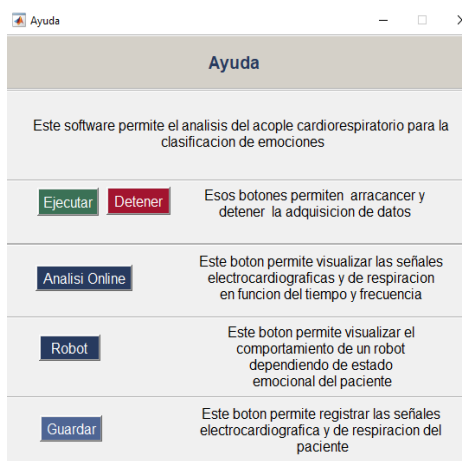 Ayuda
Ayuda
Este software permite el analisis del acople cardiorespiratorio para la
clasificacion de emociones
Ejecutar Detener
Esos botones permiten arracancer y
detener la adquisicion de datos
Analisi Online
Este boton permite visualizar las señales
electrocardiograficas y de respiracion
en funcion del tiempo y frecuencia
Robot
Este boton permite visualizar el
comportamiento de un robot
dependiendo de estado
emocional del paciente
Guardar
Este boton permite registrar las señales
electrocardiografica y de respiracion del
paciente